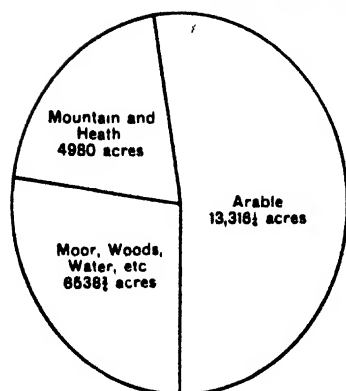 Mountain and
Heath
4980 acres
Arable
13,316¼ acres
Moor, Woods,
Water, etc
6538¾ acres